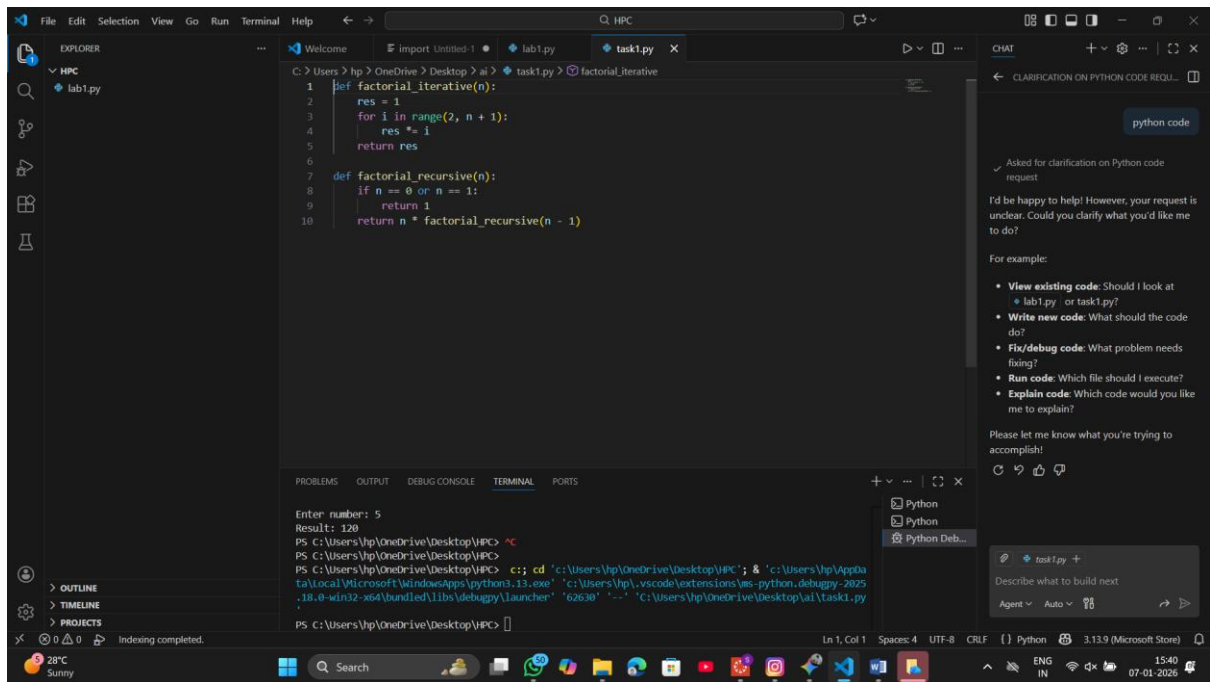 File Edit Selection View Go Run Terminal Help
HPC
EXPLORER
HPC
lab1.py
OUTLINE
TIMELINE
PROJECTS
Welcome
import Untitled-1
lab1.py
task1.py
C: > Users > hp > OneDrive > Desktop > ai > task1.py > factorial_iterative
1 def factorial_iterative(n):
2 res = 1
3 for i in range(2, n + 1):
4 res *= i
5 return res
6
7 def factorial_recursive(n):
8 if n == 0 or n == 1:
9 return 1
10 return n * factorial_recursive(n - 1)
PROBLEMS OUTPUT DEBUG CONSOLE TERMINAL PORTS
Enter number: 5
Result: 120
PS C:\Users\hp\OneDrive\Desktop\HPC> ^C
PS C:\Users\hp\OneDrive\Desktop\HPC>
PS C:\Users\hp\OneDrive\Desktop\HPC> c:; cd 'c:\Users\hp\OneDrive\Desktop\HPC'; & 'c:\Users\hp\AppDa
ta\Local\Microsoft\WindowsApps\python3.13.exe' 'c:\Users\hp\.vscode\extensions\ms-python.debugpy-2025
.18.0-win32-x64\bundled\libs\debugpy\launcher' '62630' '--' 'C:\Users\hp\OneDrive\Desktop\ai\task1.py
'
PS C:\Users\hp\OneDrive\Desktop\HPC>
Python
Python
Python Deb...
CHAT
CLARIFICATION ON PYTHON CODE REQU...
python code
Asked for clarification on Python code
request
I'd be happy to help! However, your request is
unclear. Could you clarify what you'd like me
to do?
For example:
• View existing code: Should I look at
lab1.py or task1.py?
• Write new code: What should the code
do?
• Fix/debug code: What problem needs
fixing?
• Run code: Which file should I execute?
• Explain code: Which code would you like
me to explain?
Please let me know what you're trying to
accomplish!
task1.py
Describe what to build next
Agent Auto
0 0 Indexing completed.
Ln 1, Col 1 Spaces: 4 UTF-8 CRLF {} Python 3.13.9 (Microsoft Store)
28°C
Sunny
Search
ENG
IN
15:40
07-01-2026